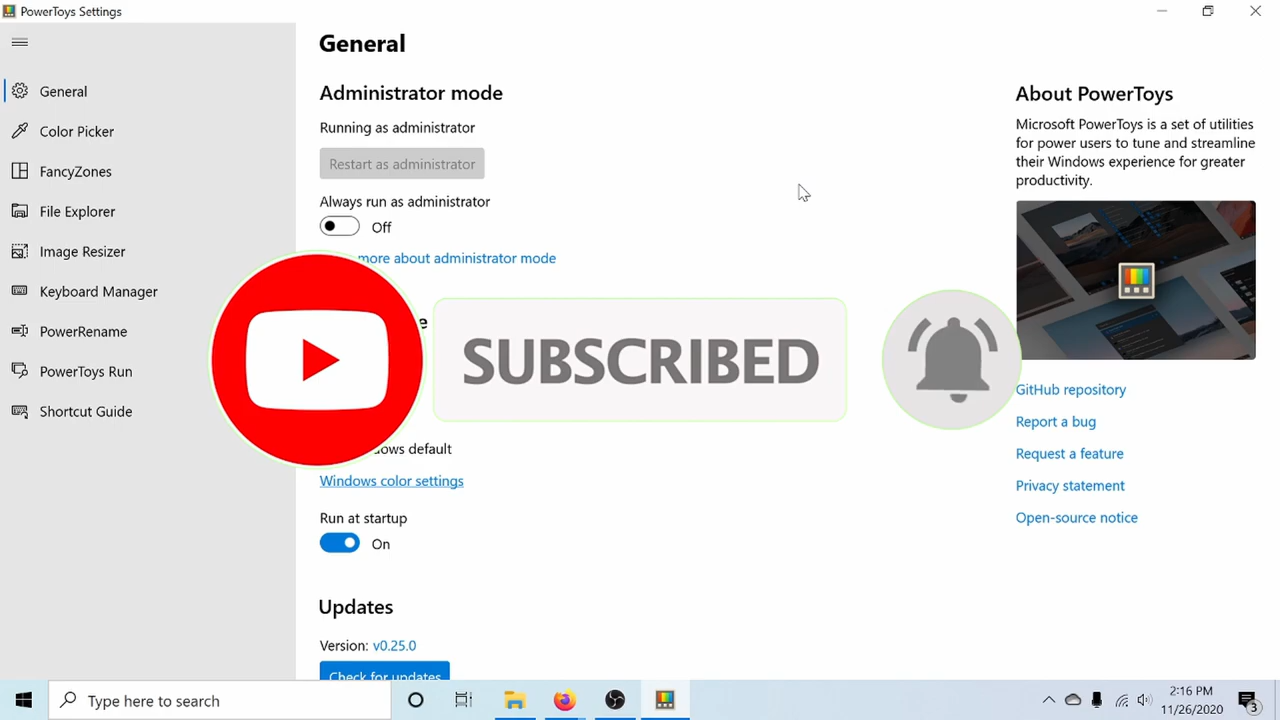 PowerToys Settings
General
Color Picker
FancyZones
File Explorer
Image Resizer
Keyboard Manager
PowerRename
PowerToys Run
Shortcut Guide
General
Administrator mode
Running as administrator
Restart as administrator
Always run as administrator
Off
more about administrator mode
SUBSCRIBED
default
Windows color settings
Run at startup
On
Updates
Version: v0.25.0
Check for updates
About PowerToys
Microsoft PowerToys is a set of utilities
for power users to tune and streamline
their Windows experience for greater
productivity.
GitHub repository
Report a bug
Request a feature
Privacy statement
Open-source notice
Type here to search
2:16 PM
11/26/2020
3